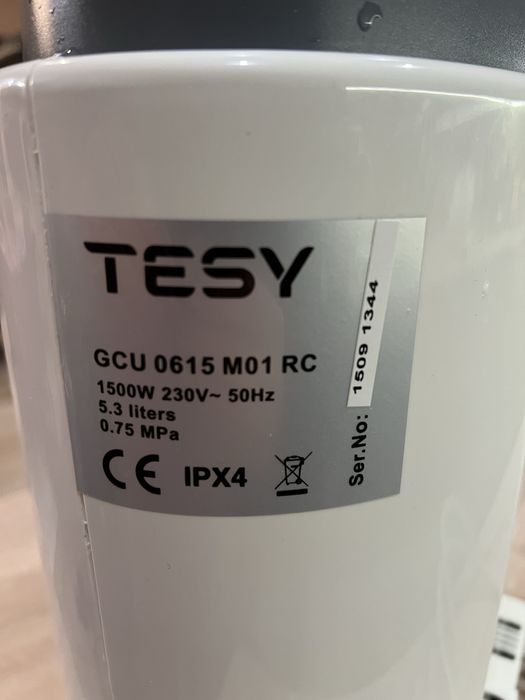 TESY
GCU 0615 M01 RC
1500W 230V~ 50Hz
5.3 liters
0.75 MPa
CE IPX4
Ser.No: 1509 1344